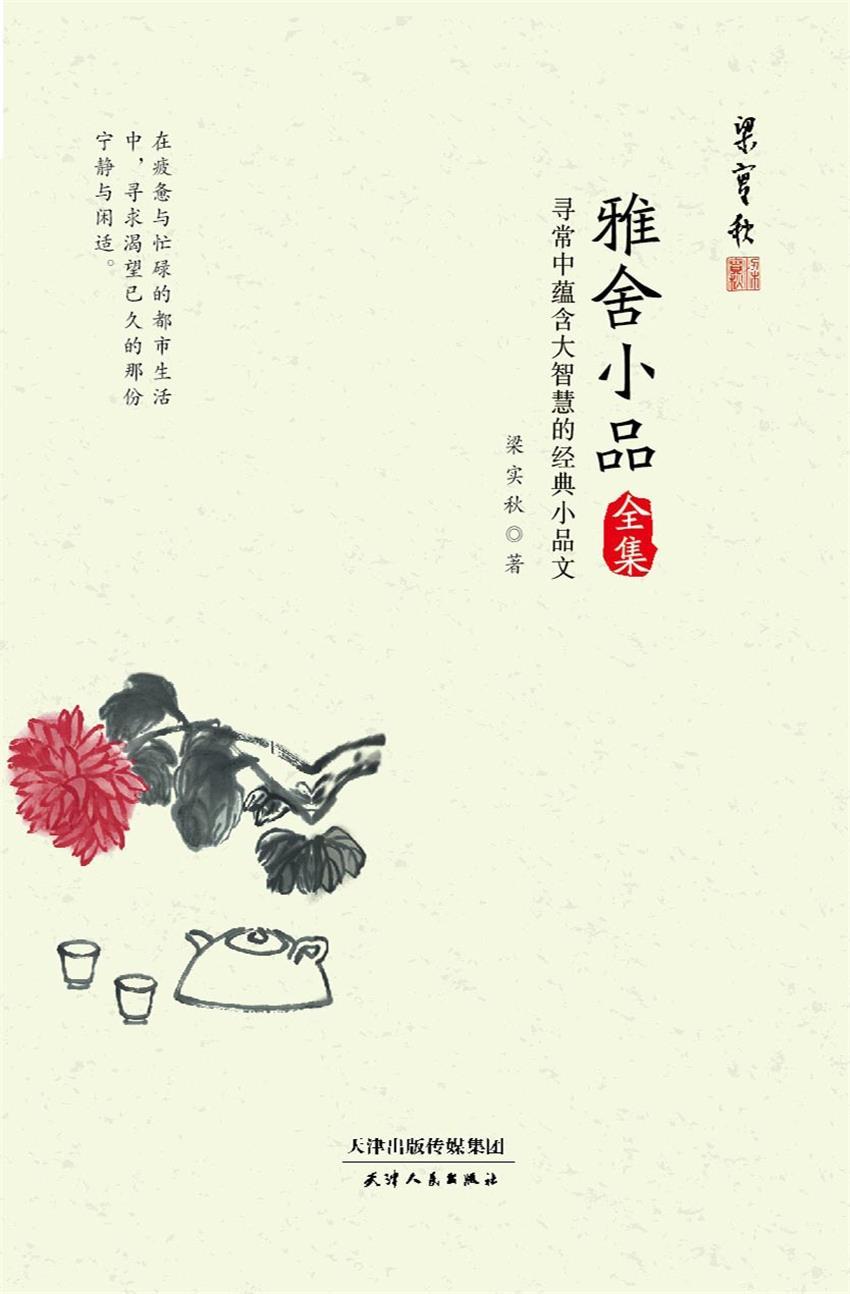 梁实秋
梁实秋
雅舍小品
全集
寻常中蕴含大智慧的经典小品文
梁实秋◎著
在疲惫与忙碌的都市生活
中，寻求渴望已久的那份
宁静与闲适。
天津出版传媒集团
天津人民出版社